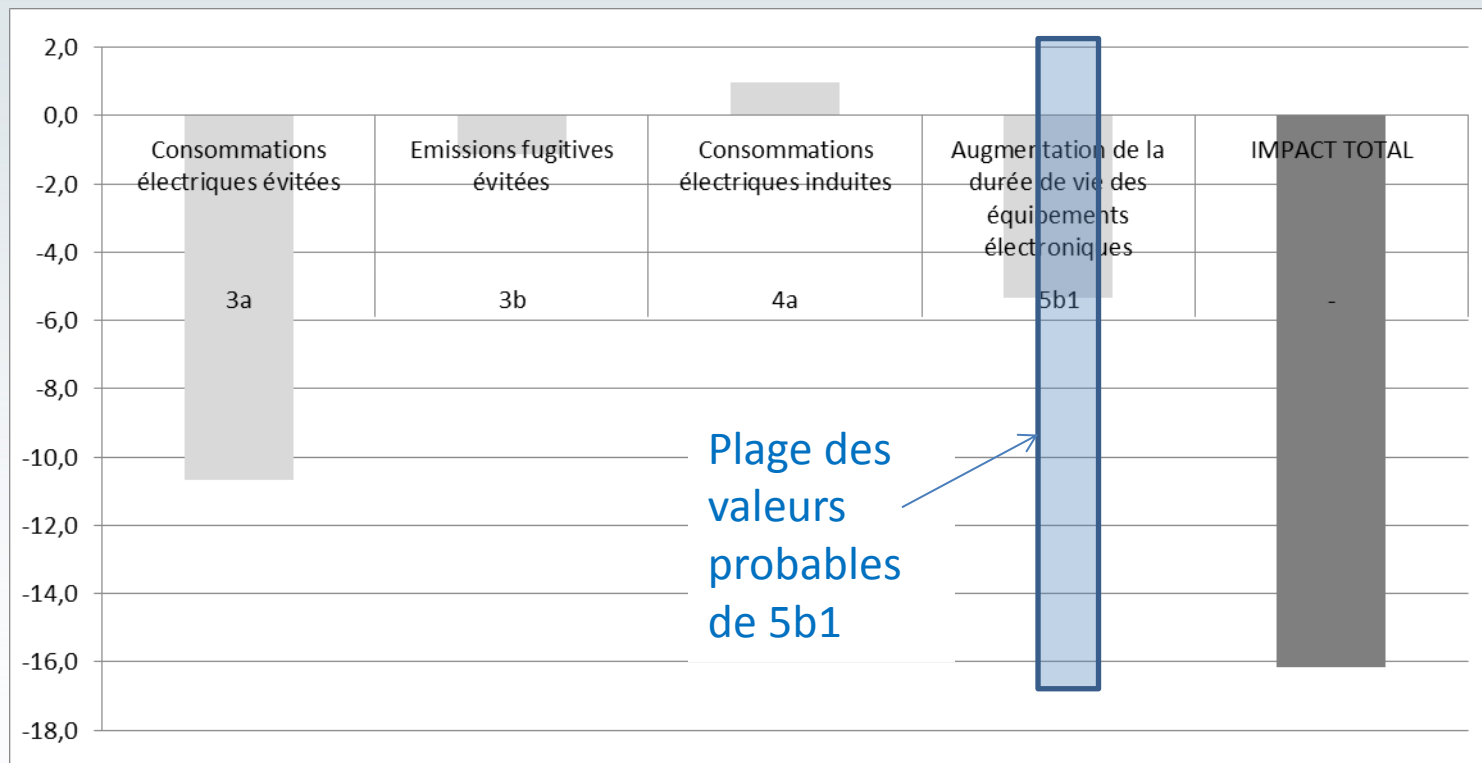 2,0
0,0
-2,0
-4,0
-6,0
-8,0
-10,0
-12,0
-14,0
-16,0
-18,0
Consommations
électriques évitées
3a
Emissions fugitives
évitées
3b
Consommations
électriques induites
4a
Augmentation de la
durée de vie des
équipements
électroniques
5b1
IMPACT TOTAL
-
Plage des
valeurs
probables
de 5b1